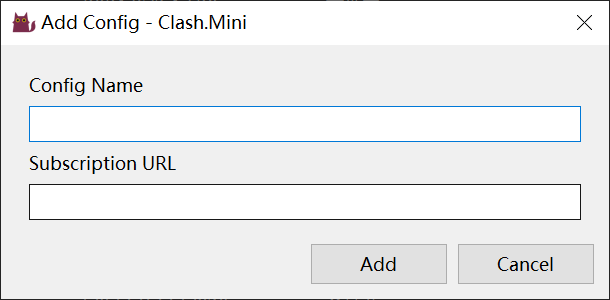 Add Config - Clash.Mini
Config Name
Subscription URL
Add
Cancel